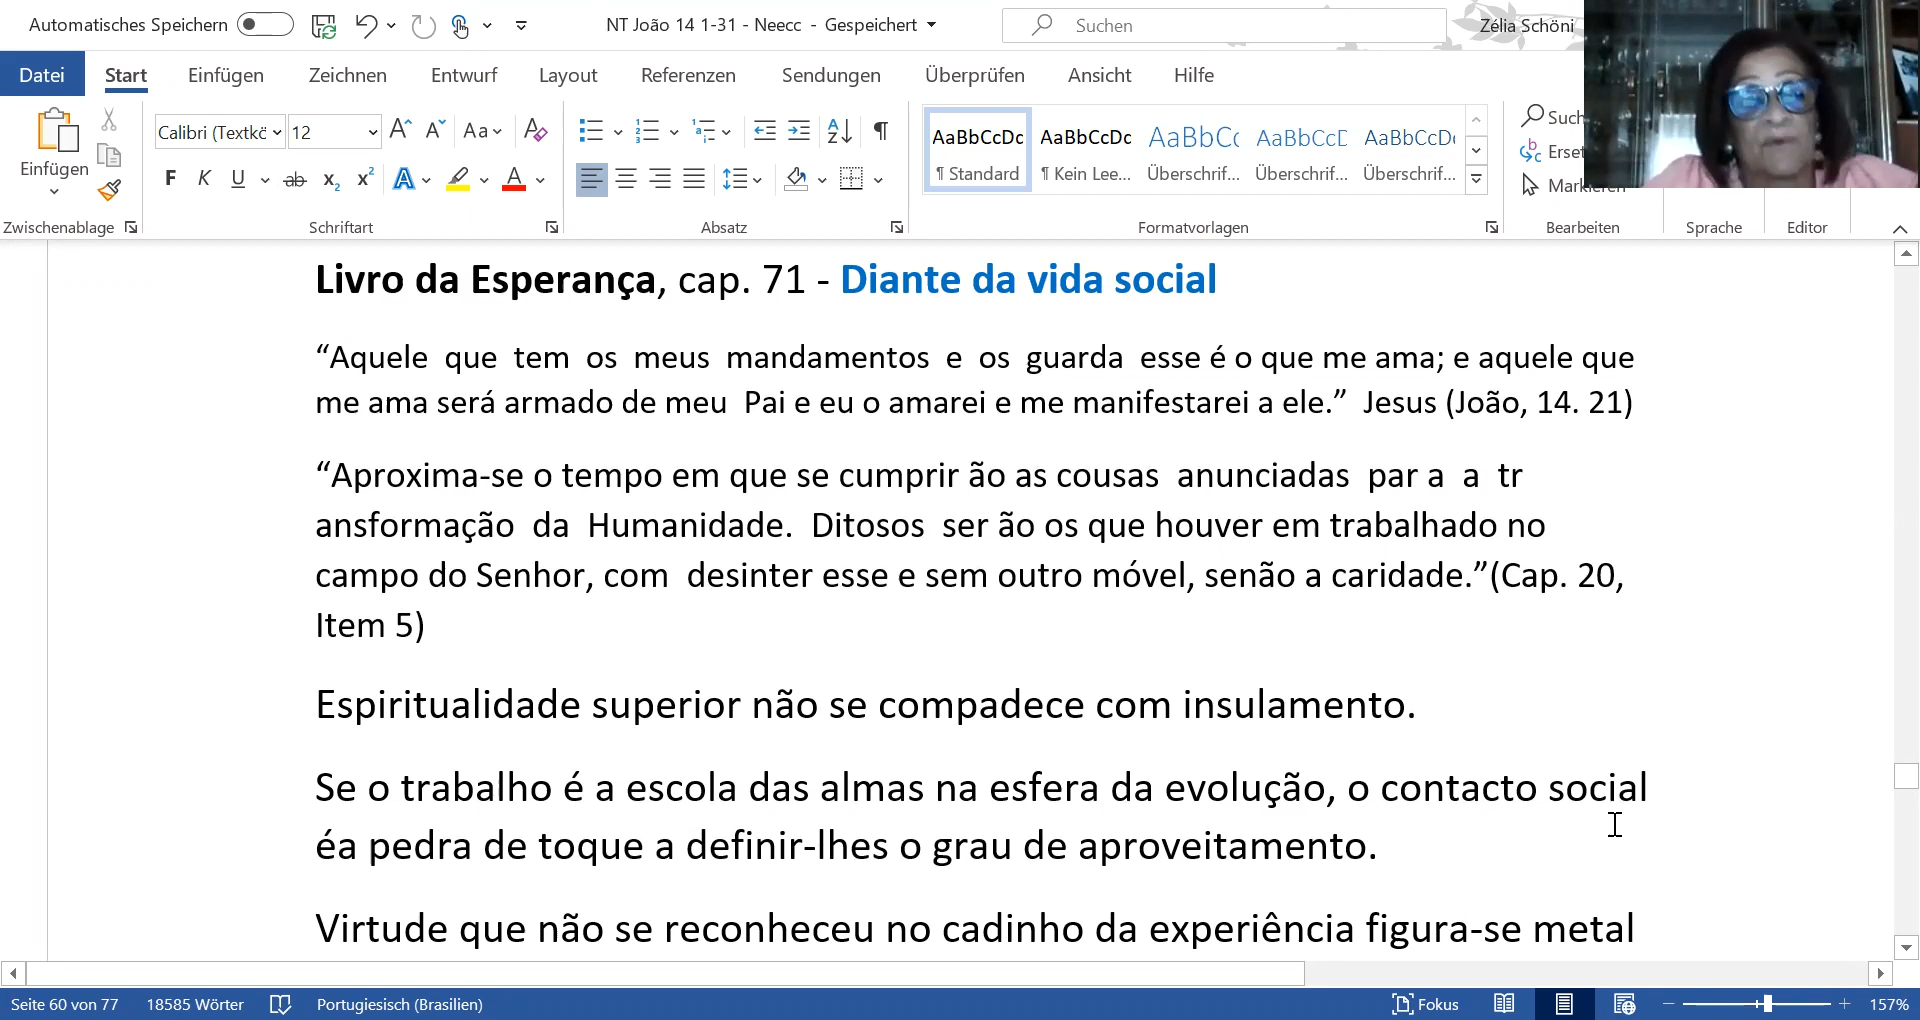 Automatisches Speichern
NT João 14 1-31 - Neecc - Gespeichert
Suchen
Zélia Schöni
Datei Start Einfügen Zeichnen Entwurf Layout Referenzen Sendungen Überprüfen Ansicht Hilfe
Einfügen
Calibri (Textkö 12
Aa
F K U ab x₂ x² A A
AaBbCcDc AaBbCcDc AaBbCc AaBbCcD AaBbCcDc
¶ Standard ¶ Kein Lee... Überschrif... Überschrif... Überschrif...
Such
Erset
Markieren
Zwischenablage Schriftart Absatz Formatvorlagen Bearbeiten Sprache Editor
Livro da Esperança, cap. 71 - Diante da vida social
“Aquele que tem os meus mandamentos e os guarda esse é o que me ama; e aquele que
me ama será armado de meu Pai e eu o amarei e me manifestarei a ele.” Jesus (João, 14. 21)
“Aproxima-se o tempo em que se cumprir ão as cousas anunciadas par a a tr
ansformação da Humanidade. Ditosos ser ão os que houver em trabalhado no
campo do Senhor, com desinter esse e sem outro móvel, senão a caridade.”(Cap. 20,
Item 5)
Espiritualidade superior não se compadece com insulamento.
Se o trabalho é a escola das almas na esfera da evolução, o contacto social
éa pedra de toque a definir-lhes o grau de aproveitamento.
Virtude que não se reconheceu no cadinho da experiência figura-se metal
Seite 60 von 77 18585 Wörter Portugiesisch (Brasilien) Fokus 157%